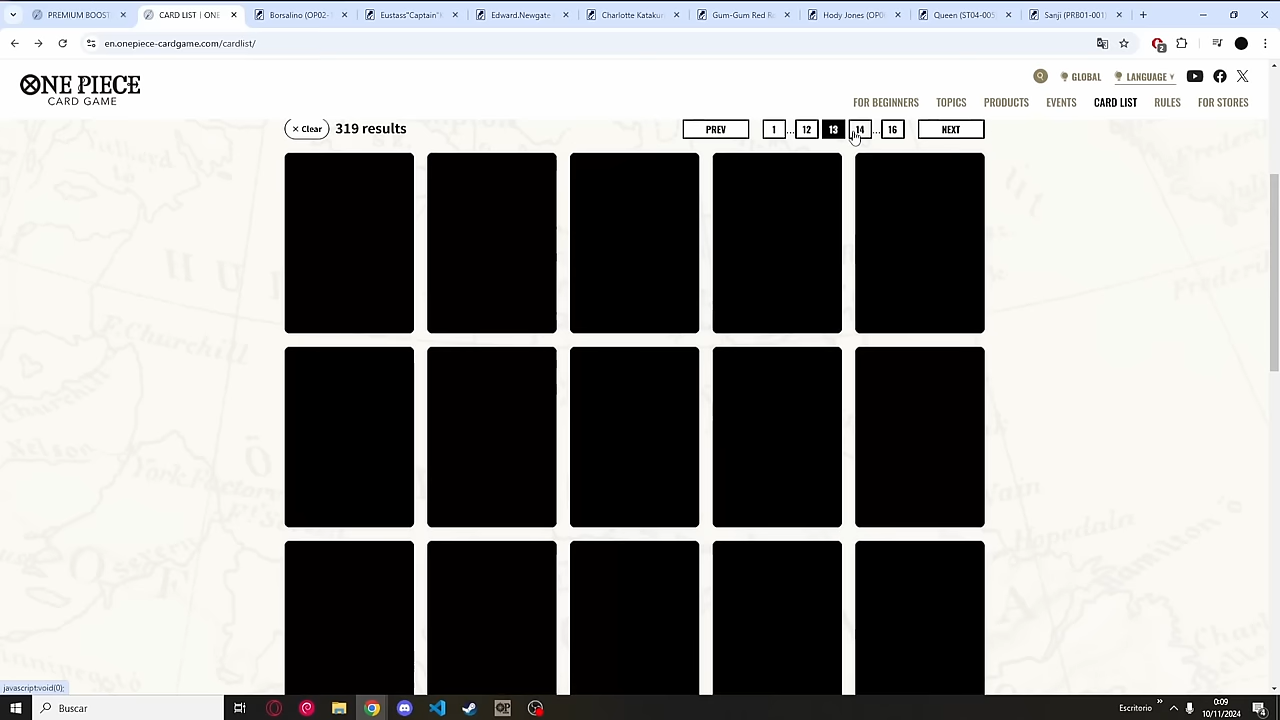 PREMIUM BOOST
CARD LIST | ONE
Borsalino (OP02-
Eustass"Captain"K
Edward.Newgate
Charlotte Katakur
Gum-Gum Red R
Hody Jones (OP0
Queen (ST04-005
Sanji (PRB01-001)
en.onepiece-cardgame.com/cardlist/
2
ONE PIECE
CARD GAME
GLOBAL
LANGUAGE
FOR BEGINNERS
TOPICS
PRODUCTS
EVENTS
CARD LIST
RULES
FOR STORES
× Clear
319 results
PREV
1
...
12
13
14
...
16
NEXT
javascript:void(0);
Buscar
Escritorio
0:09
10/11/2024
4